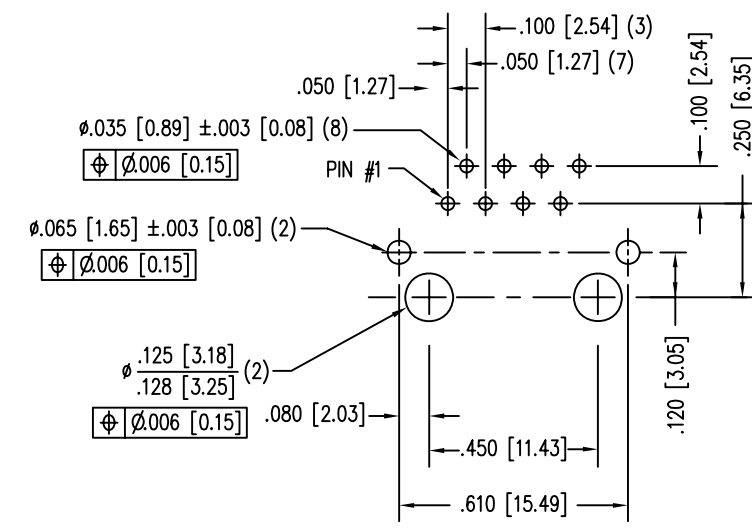 .100 [2.54] (3)
.050 [1.27] (7)
.050 [1.27]
.100 [2.54]
.250 [6.35]
ø.035 [0.89] ±.003 [0.08] (8)
⌖ Ø.006 [0.15]
PIN #1
ø.065 [1.65] ±.003 [0.08] (2)
⌖ Ø.006 [0.15]
ø .125 [3.18]
.128 [3.25] (2)
⌖ Ø.006 [0.15]
.080 [2.03]
.120 [3.05]
.450 [11.43]
.610 [15.49]